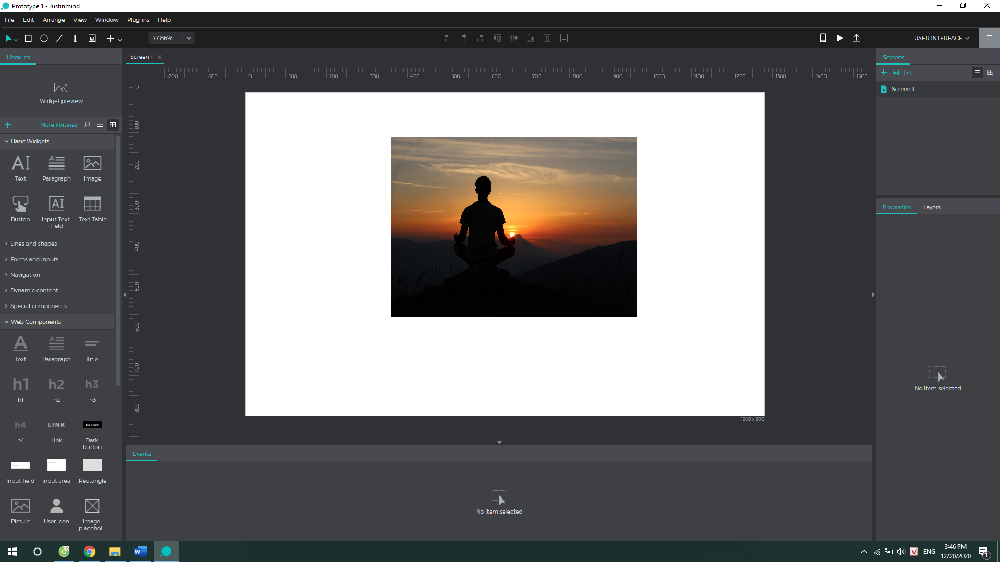 Prototype 1 - Justinmind
File Edit Arrange View Window Plug-ins Help
T 77.86% USER INTERFACE T
Libraries
Screen 1
Screens
-200 -100 0 100 200 300 400 500 600 700 800 900 1000 1100 1200 1300 1400 1500
Screen 1
Widget preview
More libraries
Basic Widgets
AI A AI
Text Paragraph Image
Button Input Text Field Text Table
Lines and shapes
Forms and inputs
Navigation
Dynamic content
Special components
Web Components
A A
Text Paragraph Title
h1 h2 h3
h1 h2 h3
h4 LINK BUTTON
h4 Link Dark button
Input field Input area Rectangle
Picture User icon Image placehol...
0
100
200
300
400
500
600
700
800
1280 x 800
Events
No item selected
Properties Layers
No item selected
W V ENG
3:46 PM
12/20/2020
1